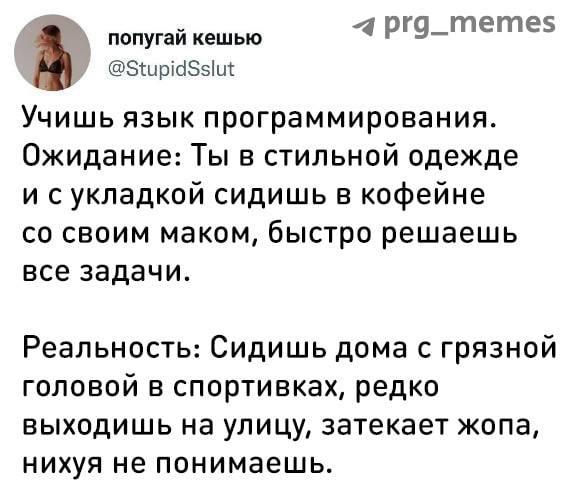 попугай кешью
prg_memes
@StupidSslut
Учишь язык программирования.
Ожидание: Ты в стильной одежде
и с укладкой сидишь в кофейне
со своим маком, быстро решаешь
все задачи.
Реальность: Сидишь дома с грязной
головой в спортивках, редко
выходишь на улицу, затекает жопа,
нихуя не понимаешь.